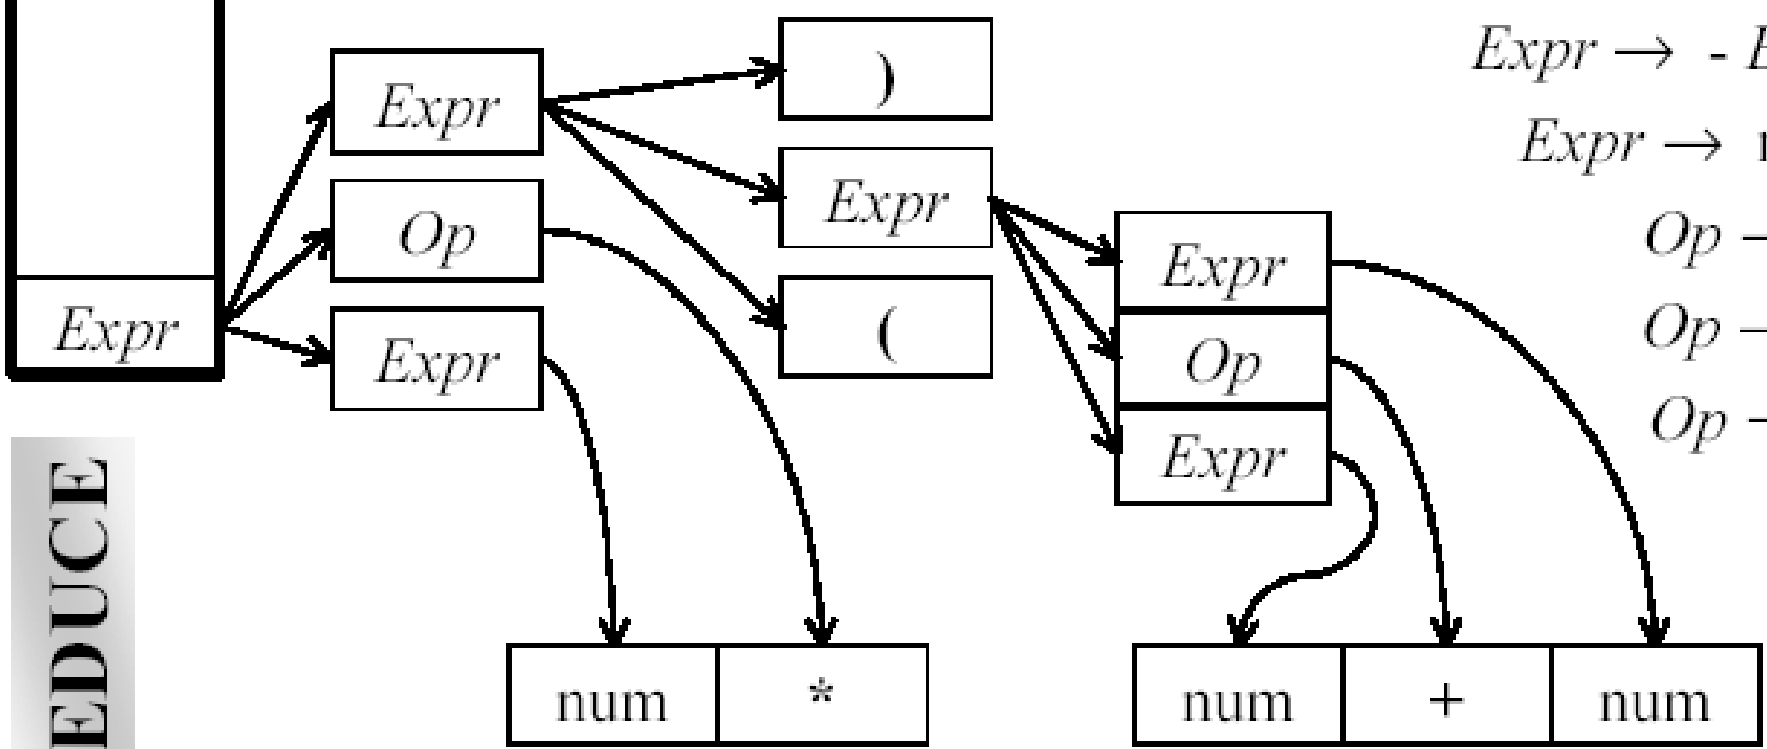 )
Expr
Expr → -
Expr →
Expr
Op
Op
Expr
(
Expr
Op
Expr
Op
Expr
Op
Expr
EDUCE
num
*
num
+
num